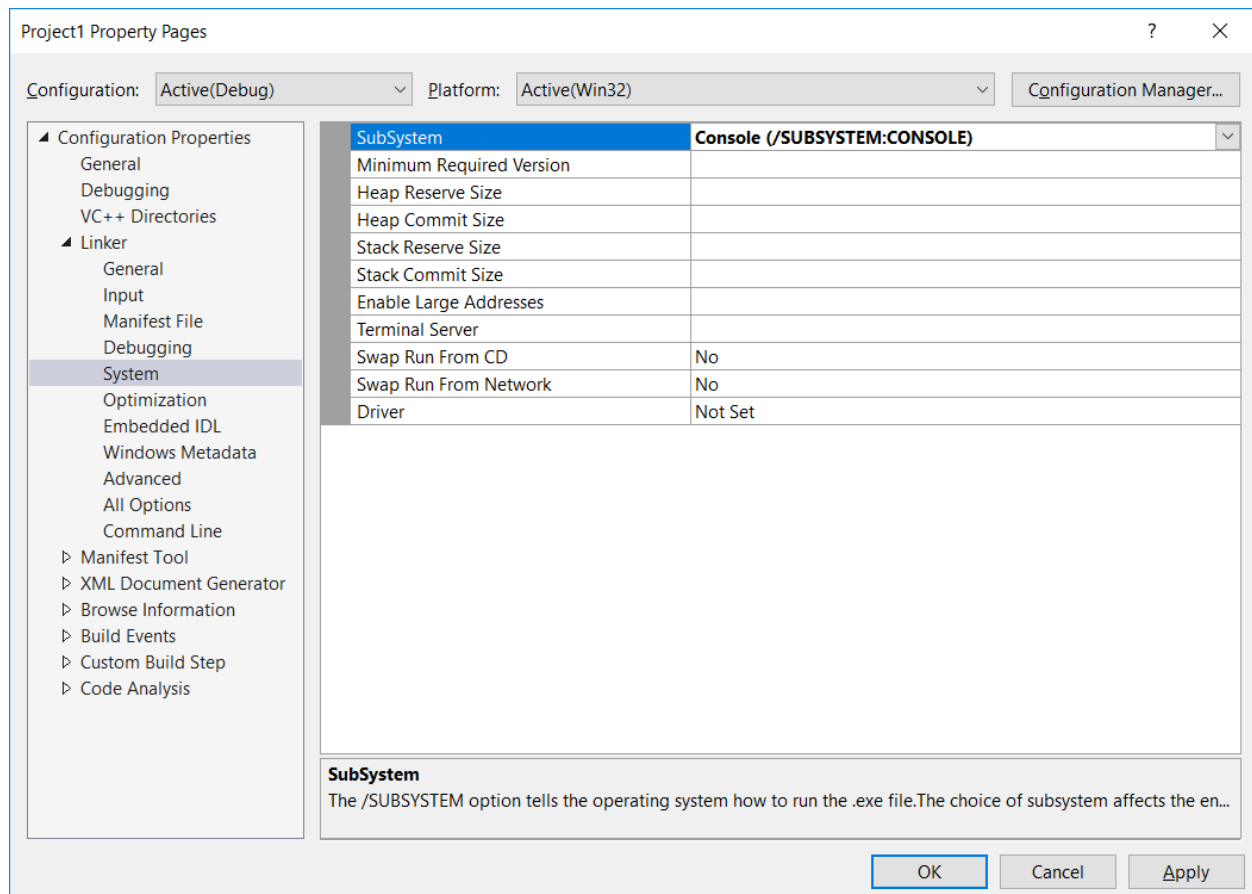 Project1 Property Pages
?
Configuration: Active(Debug) Platform: Active(Win32) Configuration Manager...
Configuration Properties
General
Debugging
VC++ Directories
Linker
General
Input
Manifest File
Debugging
System
Optimization
Embedded IDL
Windows Metadata
Advanced
All Options
Command Line
Manifest Tool
XML Document Generator
Browse Information
Build Events
Custom Build Step
Code Analysis
SubSystem Console (/SUBSYSTEM:CONSOLE)
Minimum Required Version
Heap Reserve Size
Heap Commit Size
Stack Reserve Size
Stack Commit Size
Enable Large Addresses
Terminal Server
Swap Run From CD No
Swap Run From Network No
Driver Not Set
SubSystem
The /SUBSYSTEM option tells the operating system how to run the .exe file.The choice of subsystem affects the en...
OK Cancel Apply